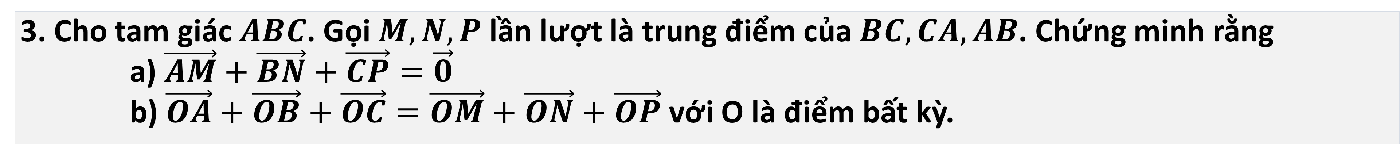 3. Cho tam giác ABC. Gọi M, N, P lần lượt là trung điểm của BC, CA, AB. Chứng minh rằng
a) $\overrightarrow{AM} + \overrightarrow{BN} + \overrightarrow{CP} = \vec{0}$
b) $\overrightarrow{OA} + \overrightarrow{OB} + \overrightarrow{OC} = \overrightarrow{OM} + \overrightarrow{ON} + \overrightarrow{OP}$ với O là điểm bất kỳ.